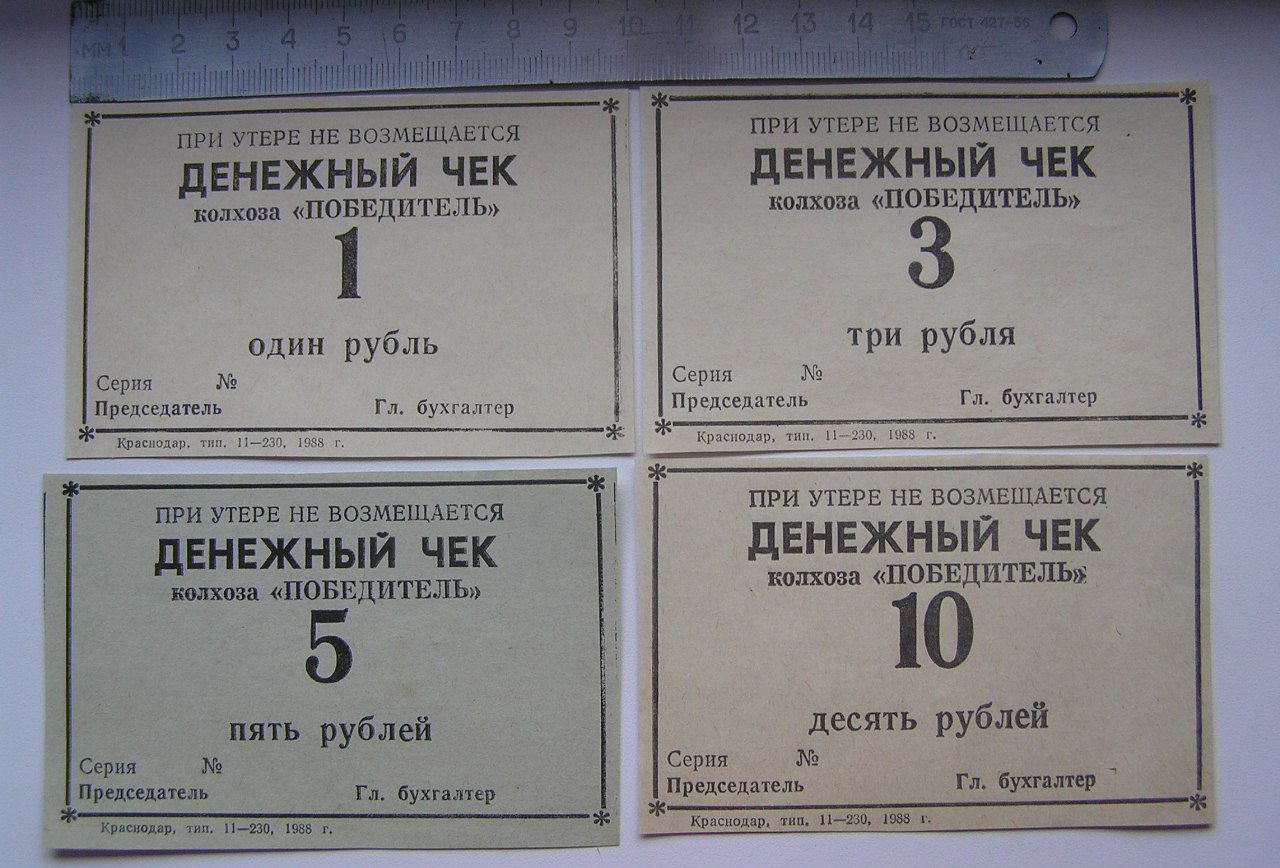 мм 1 2 3 4 5 6 7 8 9 10 11 12 13 14 15 ГОСТ 427-56
ПРИ УТЕРЕ НЕ ВОЗМЕЩАЕТСЯ
ДЕНЕЖНЫЙ ЧЕК
колхоза «ПОБЕДИТЕЛЬ»
1
один рубль
Серия №
Председатель Гл. бухгалтер
Краснодар, тип. 11—230, 1988 г.
ПРИ УТЕРЕ НЕ ВОЗМЕЩАЕТСЯ
ДЕНЕЖНЫЙ ЧЕК
колхоза «ПОБЕДИТЕЛЬ»
3
три рубля
Серия №
Председатель Гл. бухгалтер
Краснодар, тип. 11—230, 1988 г.
ПРИ УТЕРЕ НЕ ВОЗМЕЩАЕТСЯ
ДЕНЕЖНЫЙ ЧЕК
колхоза «ПОБЕДИТЕЛЬ»
5
пять рублей
Серия №
Председатель Гл. бухгалтер
Краснодар, тип. 11—230, 1988 г.
ПРИ УТЕРЕ НЕ ВОЗМЕЩАЕТСЯ
ДЕНЕЖНЫЙ ЧЕК
колхоза «ПОБЕДИТЕЛЬ»
10
десять рублей
Серия №
Председатель Гл. бухгалтер
Краснодар, тип. 11—230, 1988 г.